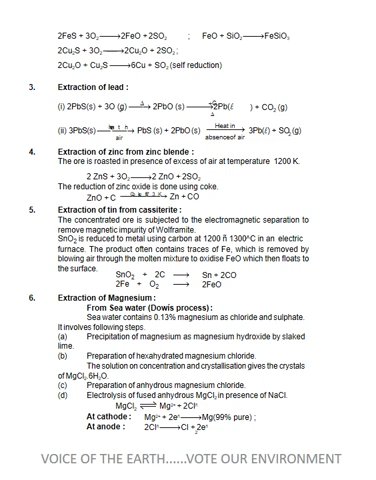 2FeS + 3O₂ ⟶ 2FeO + 2SO₂ ; FeO + SiO₂ ⟶ FeSiO₃
2Cu₂S + 3O₂ ⟶ 2Cu₂O + 2SO₂ ;
2Cu₂O + Cu₂S ⟶ 6Cu + SO₂ (self reduction)
3. Extraction of lead :
(i) 2PbS(s) + 3O (g) ⟶ Δ 2PbO (s) ⟶ C Δ 2Pb(ℓ ) + CO₂ (g)
(ii) 3PbS(s) ⟶ air PbS (s) + 2PbO (s) Heat in ⟶ absence of air 3Pb(ℓ) + SO₂ (g)
4. Extraction of zinc from zinc blende :
The ore is roasted in presence of excess of air at temperature 1200 K.
2 ZnS + 3O₂ ⟶ 2 ZnO + 2SO₂
The reduction of zinc oxide is done using coke.
ZnO + C ⟶ Zn + CO
5. Extraction of tin from cassiterite :
The concentrated ore is subjected to the electromagnetic separation to
remove magnetic impurity of Wolframite.
SnO₂ is reduced to metal using carbon at 1200 ñ 1300°C in an electric
furnace. The product often contains traces of Fe, which is removed by
blowing air through the molten mixture to oxidise FeO which then floats to
the surface.
SnO₂ + 2C ⟶ Sn + 2CO
2Fe + O₂ ⟶ 2FeO
6. Extraction of Magnesium :
From Sea water (Dowís process) :
Sea water contains 0.13% magnesium as chloride and sulphate.
It involves following steps.
(a) Precipitation of magnesium as magnesium hydroxide by slaked
lime.
(b) Preparation of hexahydrated magnesium chloride.
The solution on concentration and crystallisation gives the crystals
of MgCl₂.6H₂O.
(c) Preparation of anhydrous magnesium chloride.
(d) Electrolysis of fused anhydrous MgCl₂ in presence of NaCl.
MgCl₂ ⇌ Mg²⁺ + 2Clⁿ
At cathode : Mg²⁺ + 2eⁿ ⟶ Mg(99% pure) ;
At anode : 2Clⁿ ⟶ Cl₂ + 2eⁿ
VOICE OF THE EARTH......VOTE OUR ENVIRONMENT